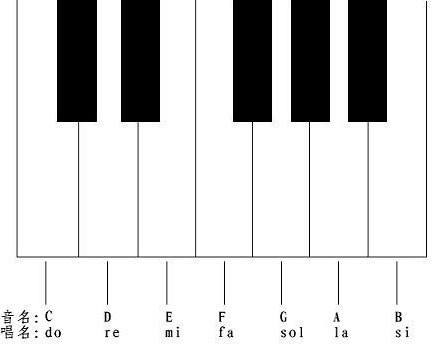 音名:C D E F G A B
唱名:do re mi fa sol la si